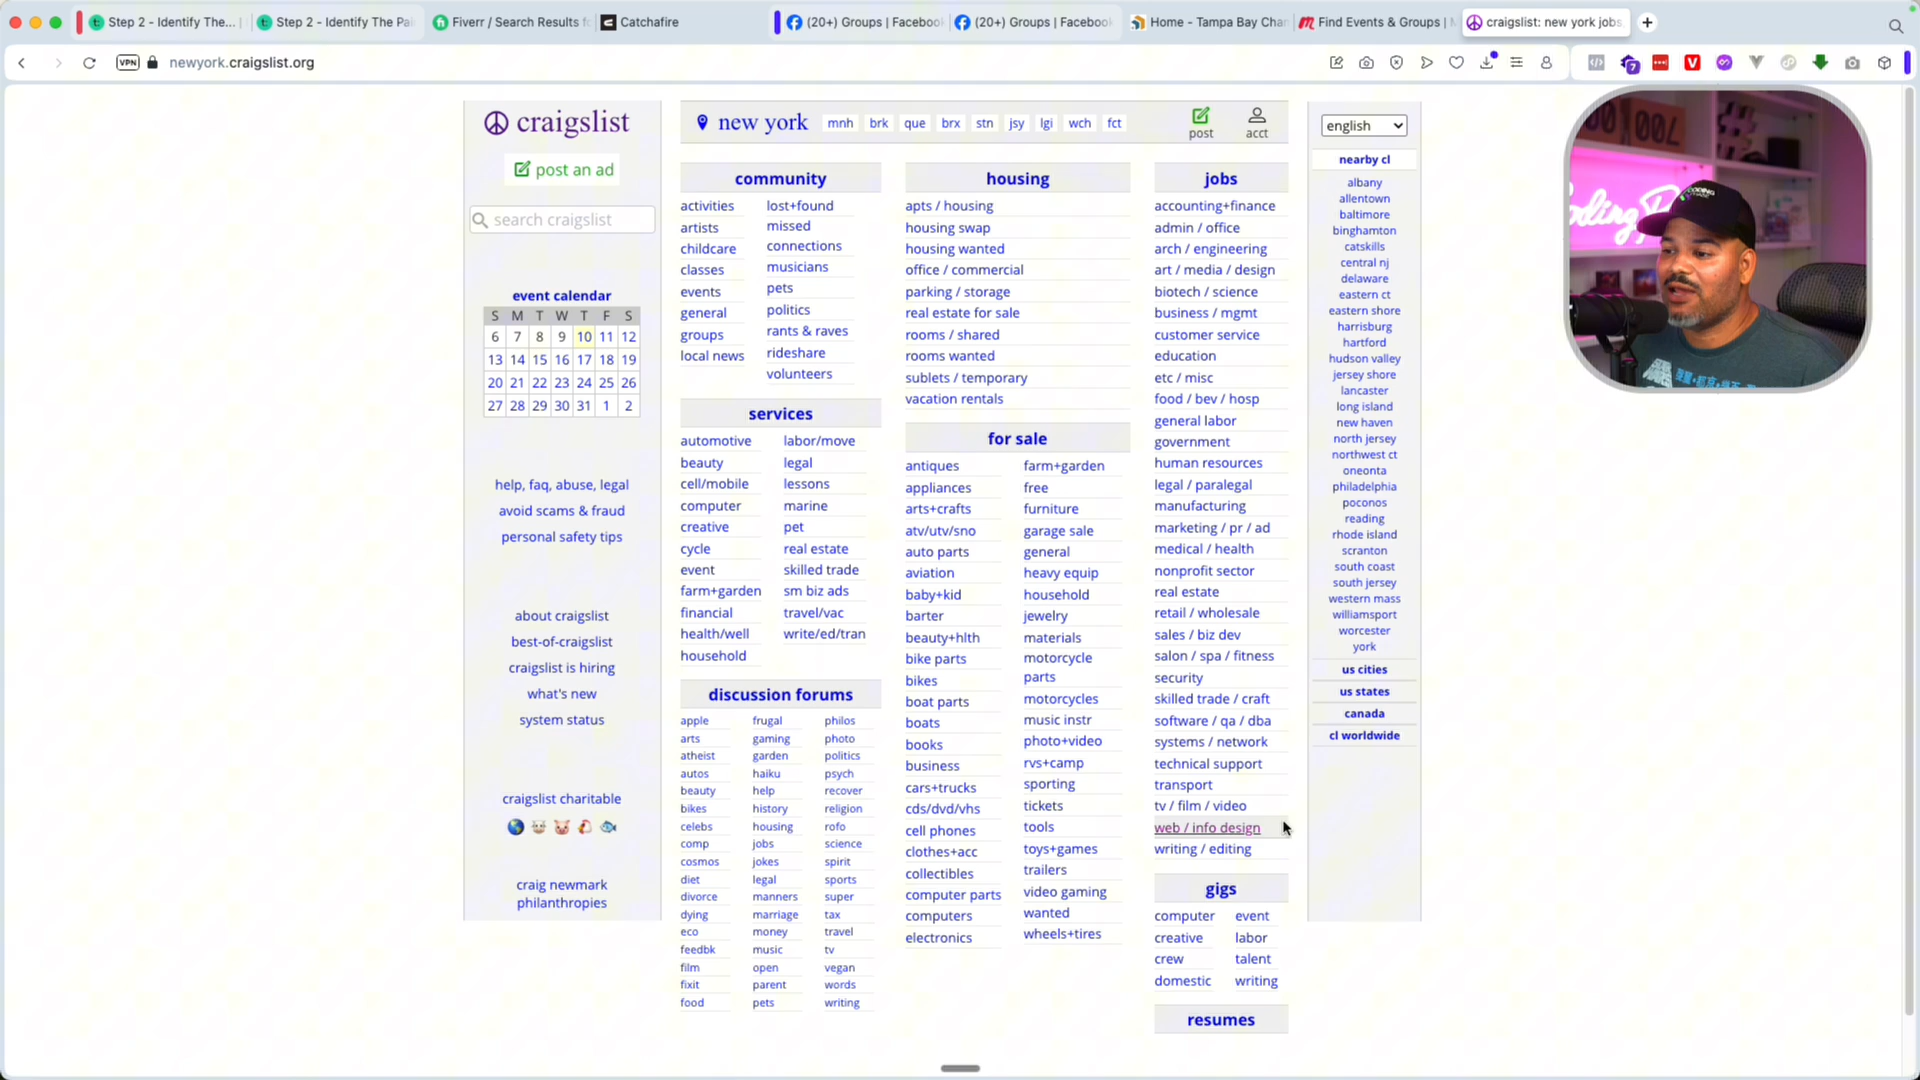 Step 2 - Identify The...
Step 2 - Identify The Pai
Fiverr / Search Results fo
Catchafire
(20+) Groups | Facebook
(20+) Groups | Facebook
Home - Tampa Bay Chan
Find Events & Groups | M
craigslist: new york jobs,
VPN
newyork.craigslist.org
7
craigslist
post an ad
search craigslist
event calendar
S M T W T F S
6 7 8 9 10 11 12
13 14 15 16 17 18 19
20 21 22 23 24 25 26
27 28 29 30 31 1 2
help, faq, abuse, legal
avoid scams & fraud
personal safety tips
about craigslist
best-of-craigslist
craigslist is hiring
what's new
system status
craigslist charitable
craig newmark
philanthropies
new york mnh brk que brx stn jsy lgi wch fct
post
acct
community
activities
artists
childcare
classes
events
general
groups
local news
lost+found
missed
connections
musicians
pets
politics
rants & raves
rideshare
volunteers
services
automotive
beauty
cell/mobile
computer
creative
cycle
event
farm+garden
financial
health/well
household
labor/move
legal
lessons
marine
pet
real estate
skilled trade
sm biz ads
travel/vac
write/ed/tran
discussion forums
apple
arts
atheist
autos
beauty
bikes
celebs
comp
cosmos
diet
divorce
dying
eco
feedbk
film
fixit
food
frugal
gaming
garden
haiku
help
history
housing
jobs
jokes
legal
manners
marriage
money
music
open
parent
pets
philos
photo
politics
psych
recover
religion
rofo
science
spirit
sports
super
tax
travel
tv
vegan
words
writing
housing
apts / housing
housing swap
housing wanted
office / commercial
parking / storage
real estate for sale
rooms / shared
rooms wanted
sublets / temporary
vacation rentals
for sale
antiques
appliances
arts+crafts
atv/utv/sno
auto parts
aviation
baby+kid
barter
beauty+hlth
bike parts
bikes
boat parts
boats
books
business
cars+trucks
cds/dvd/vhs
cell phones
clothes+acc
collectibles
computer parts
computers
electronics
farm+garden
free
furniture
garage sale
general
heavy equip
household
jewelry
materials
motorcycle
parts
motorcycles
music instr
photo+video
rvs+camp
sporting
tickets
tools
toys+games
trailers
video gaming
wanted
wheels+tires
jobs
accounting+finance
admin / office
arch / engineering
art / media / design
biotech / science
business / mgmt
customer service
education
etc / misc
food / bev / hosp
general labor
government
human resources
legal / paralegal
manufacturing
marketing / pr / ad
medical / health
nonprofit sector
real estate
retail / wholesale
sales / biz dev
salon / spa / fitness
security
skilled trade / craft
software / qa / dba
systems / network
technical support
transport
tv / film / video
web / info design
writing / editing
gigs
computer
creative
crew
domestic
event
labor
talent
writing
resumes
english
nearby cl
albany
allentown
baltimore
binghamton
catskills
central nj
delaware
eastern ct
eastern shore
harrisburg
hartford
hudson valley
jersey shore
lancaster
long island
new haven
north jersey
northwest ct
oneonta
philadelphia
poconos
reading
rhode island
scranton
south coast
south jersey
western mass
williamsport
worcester
york
us cities
us states
canada
cl worldwide